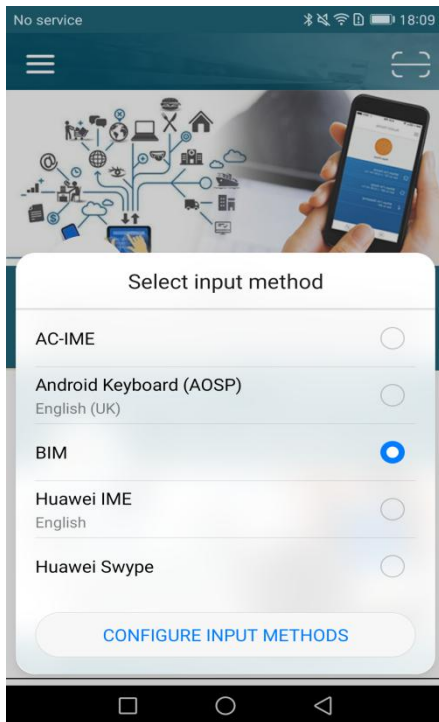 No service
18:09
Select input method
AC-IME
Android Keyboard (AOSP)
English (UK)
BIM
Huawei IME
English
Huawei Swype
CONFIGURE INPUT METHODS